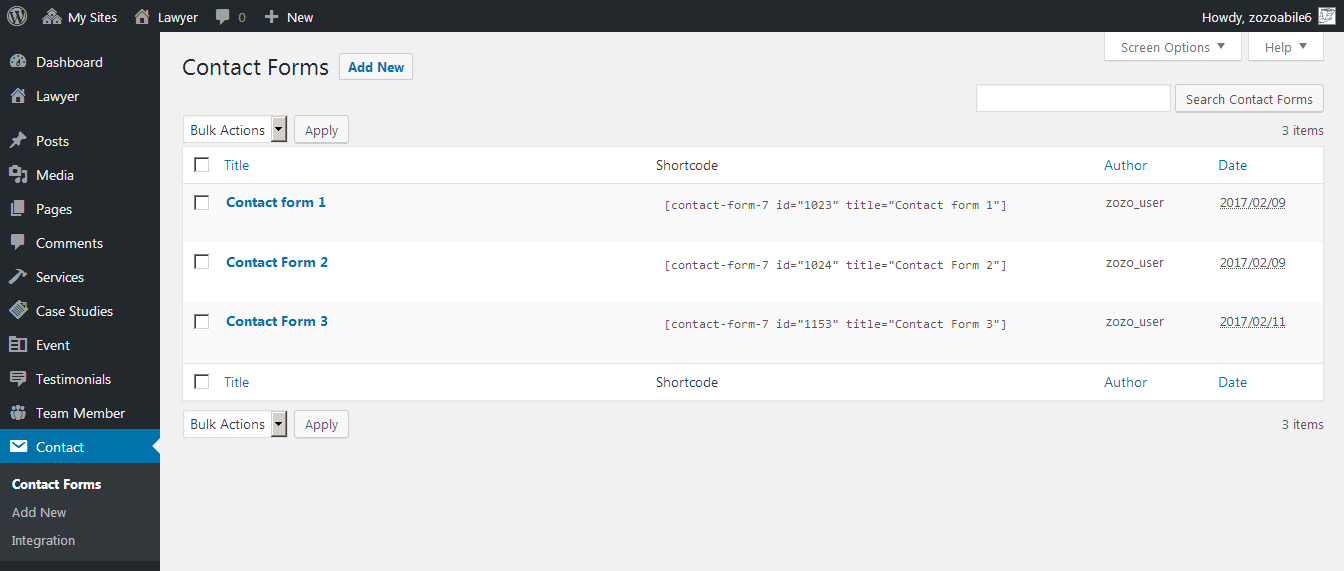 My Sites Lawyer 0 New Howdy, zozoabile6
Screen Options Help
Dashboard
Lawyer
Posts
Media
Pages
Comments
Services
Case Studies
Event
Testimonials
Team Member
Contact
Contact Forms
Add New
Integration
Contact Forms Add New
Search Contact Forms
Bulk Actions Apply 3 items
Title Shortcode Author Date
Contact form 1 [contact-form-7 id="1023" title="Contact form 1"] zozo_user 2017/02/09
Contact Form 2 [contact-form-7 id="1024" title="Contact Form 2"] zozo_user 2017/02/09
Contact Form 3 [contact-form-7 id="1153" title="Contact Form 3"] zozo_user 2017/02/11
Title Shortcode Author Date
Bulk Actions Apply 3 items